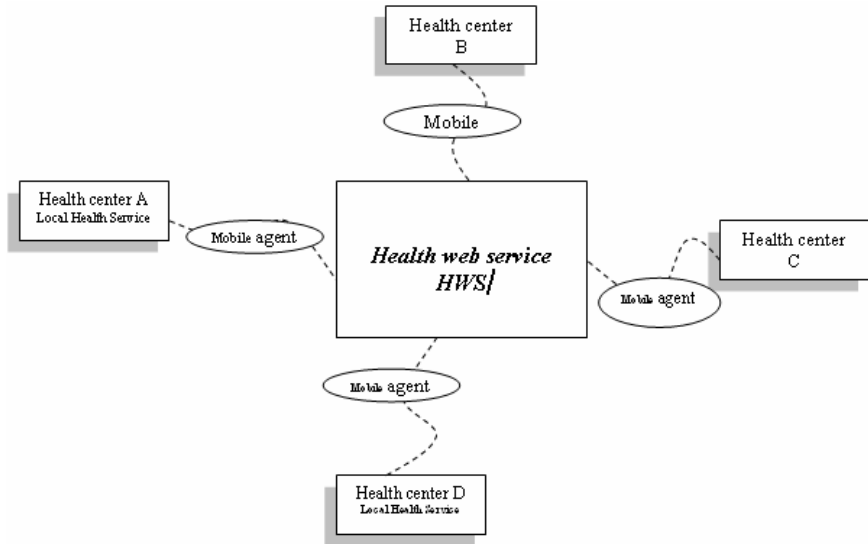 Health center
B
Mobile
Health center A
Local Health Service
Mobile agent
Health web service
HWS
Health center
C
Mobile agent
Mobile agent
Health center D
Local Health Service